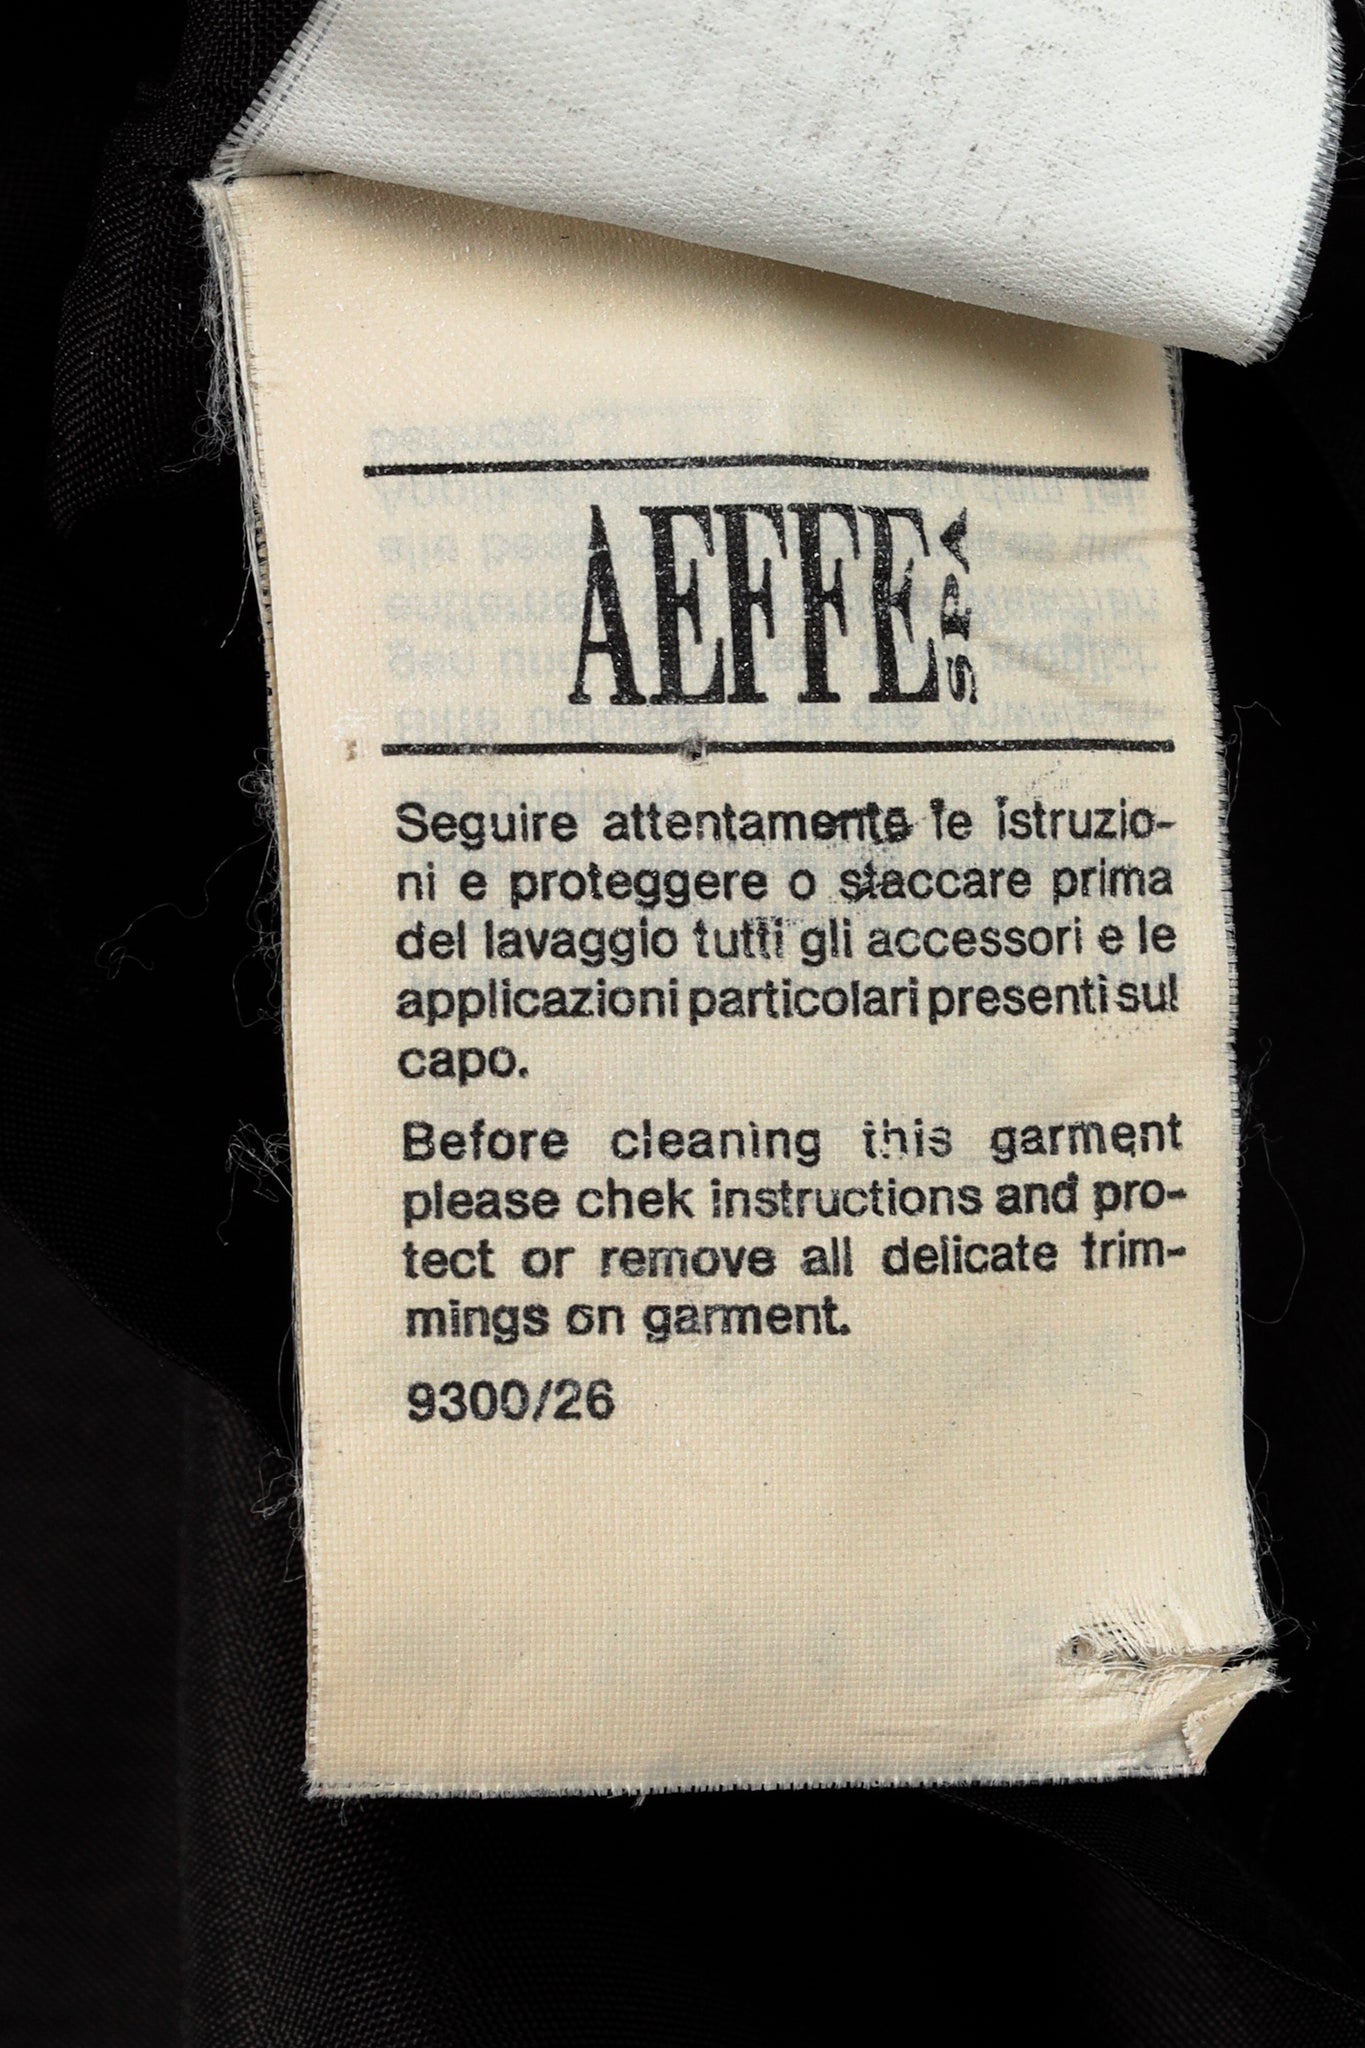 AEFFE SPA
Seguire attentamente le istruzio-
ni e proteggere o staccare prima
del lavaggio tutti gli accessori e le
applicazioni particolari presenti sul
capo.
Before cleaning this garment
please chek instructions and pro-
tect or remove all delicate trim-
mings on garment.
9300/26